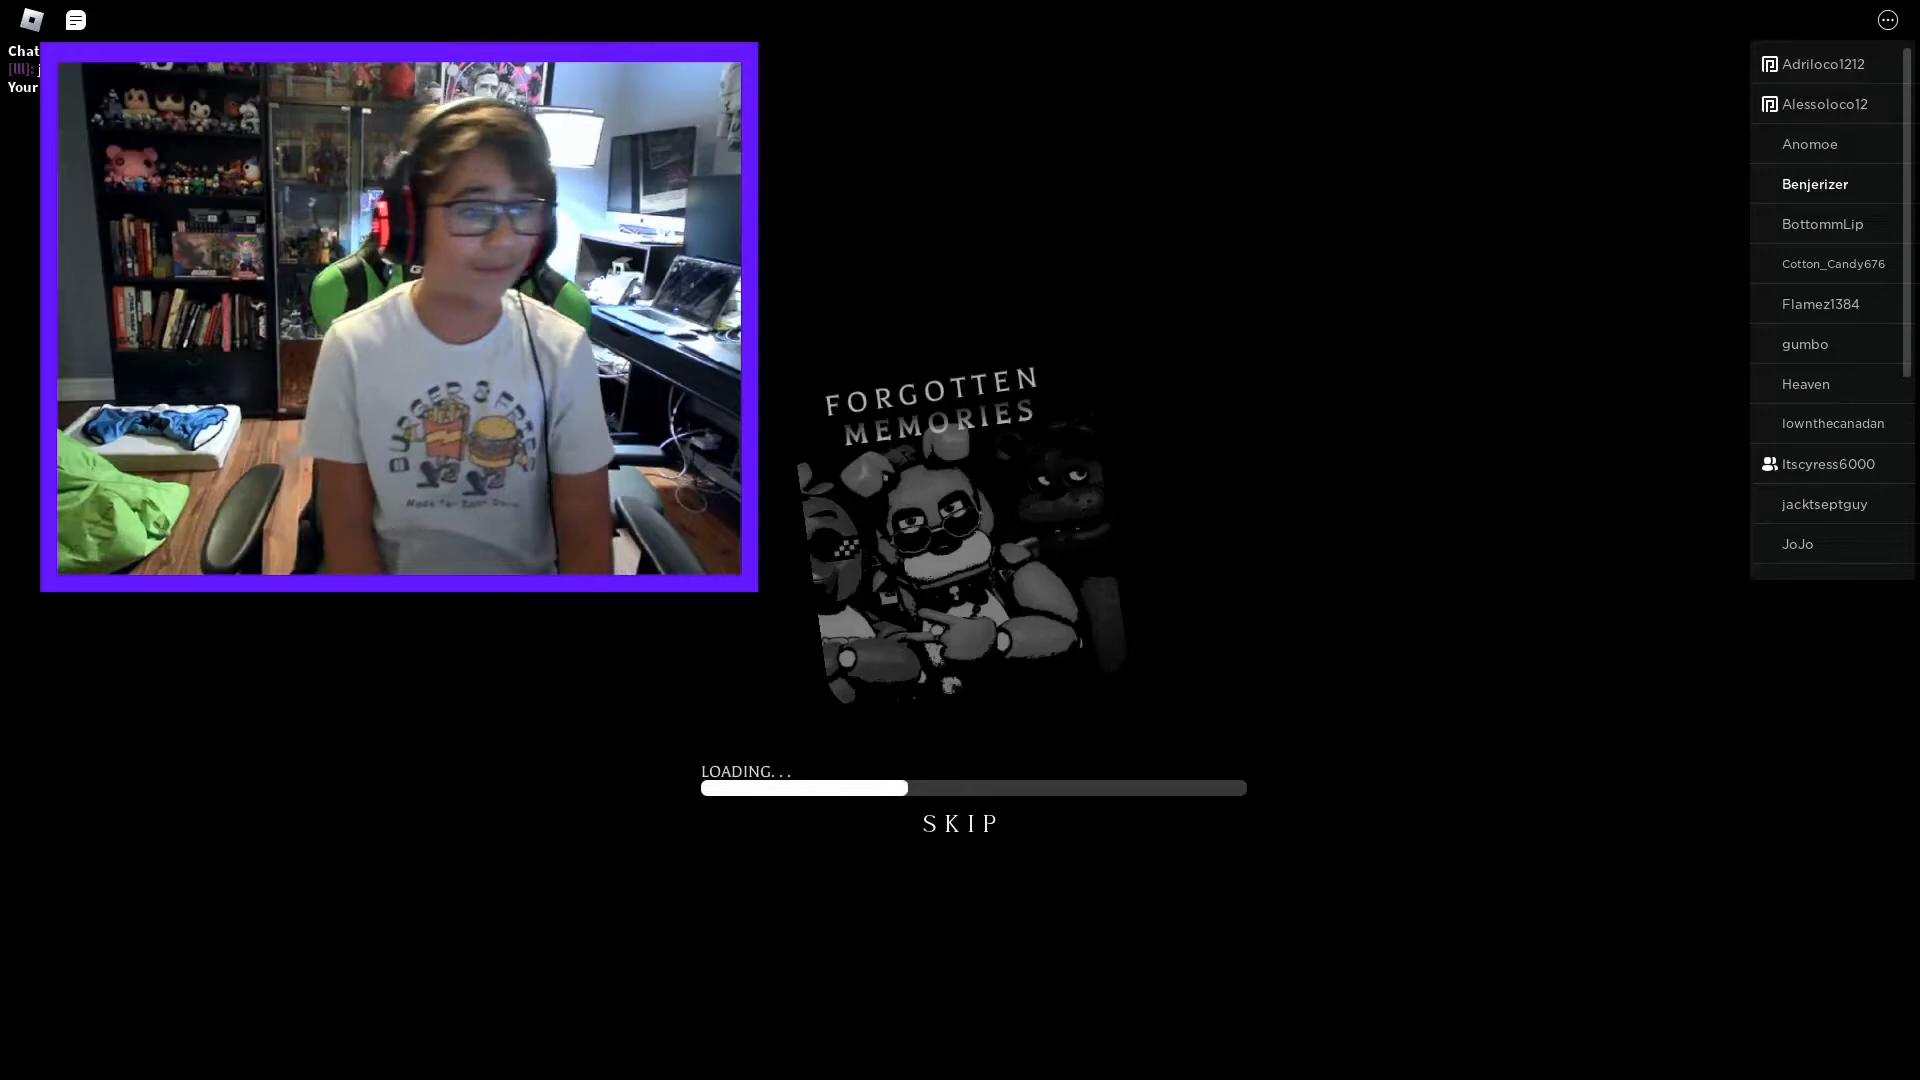 Chat
[lll]: j
Your
BURGER & FRIES
FORGOTTEN
MEMORIES
LOADING...
SKIP
Adriloco1212
Alessoloco12
Anomoe
Benjerizer
BottommLip
Cotton_Candy676
Flamez1384
gumbo
Heaven
Iownthecanadan
Itscyress6000
jacktseptguy
JoJo